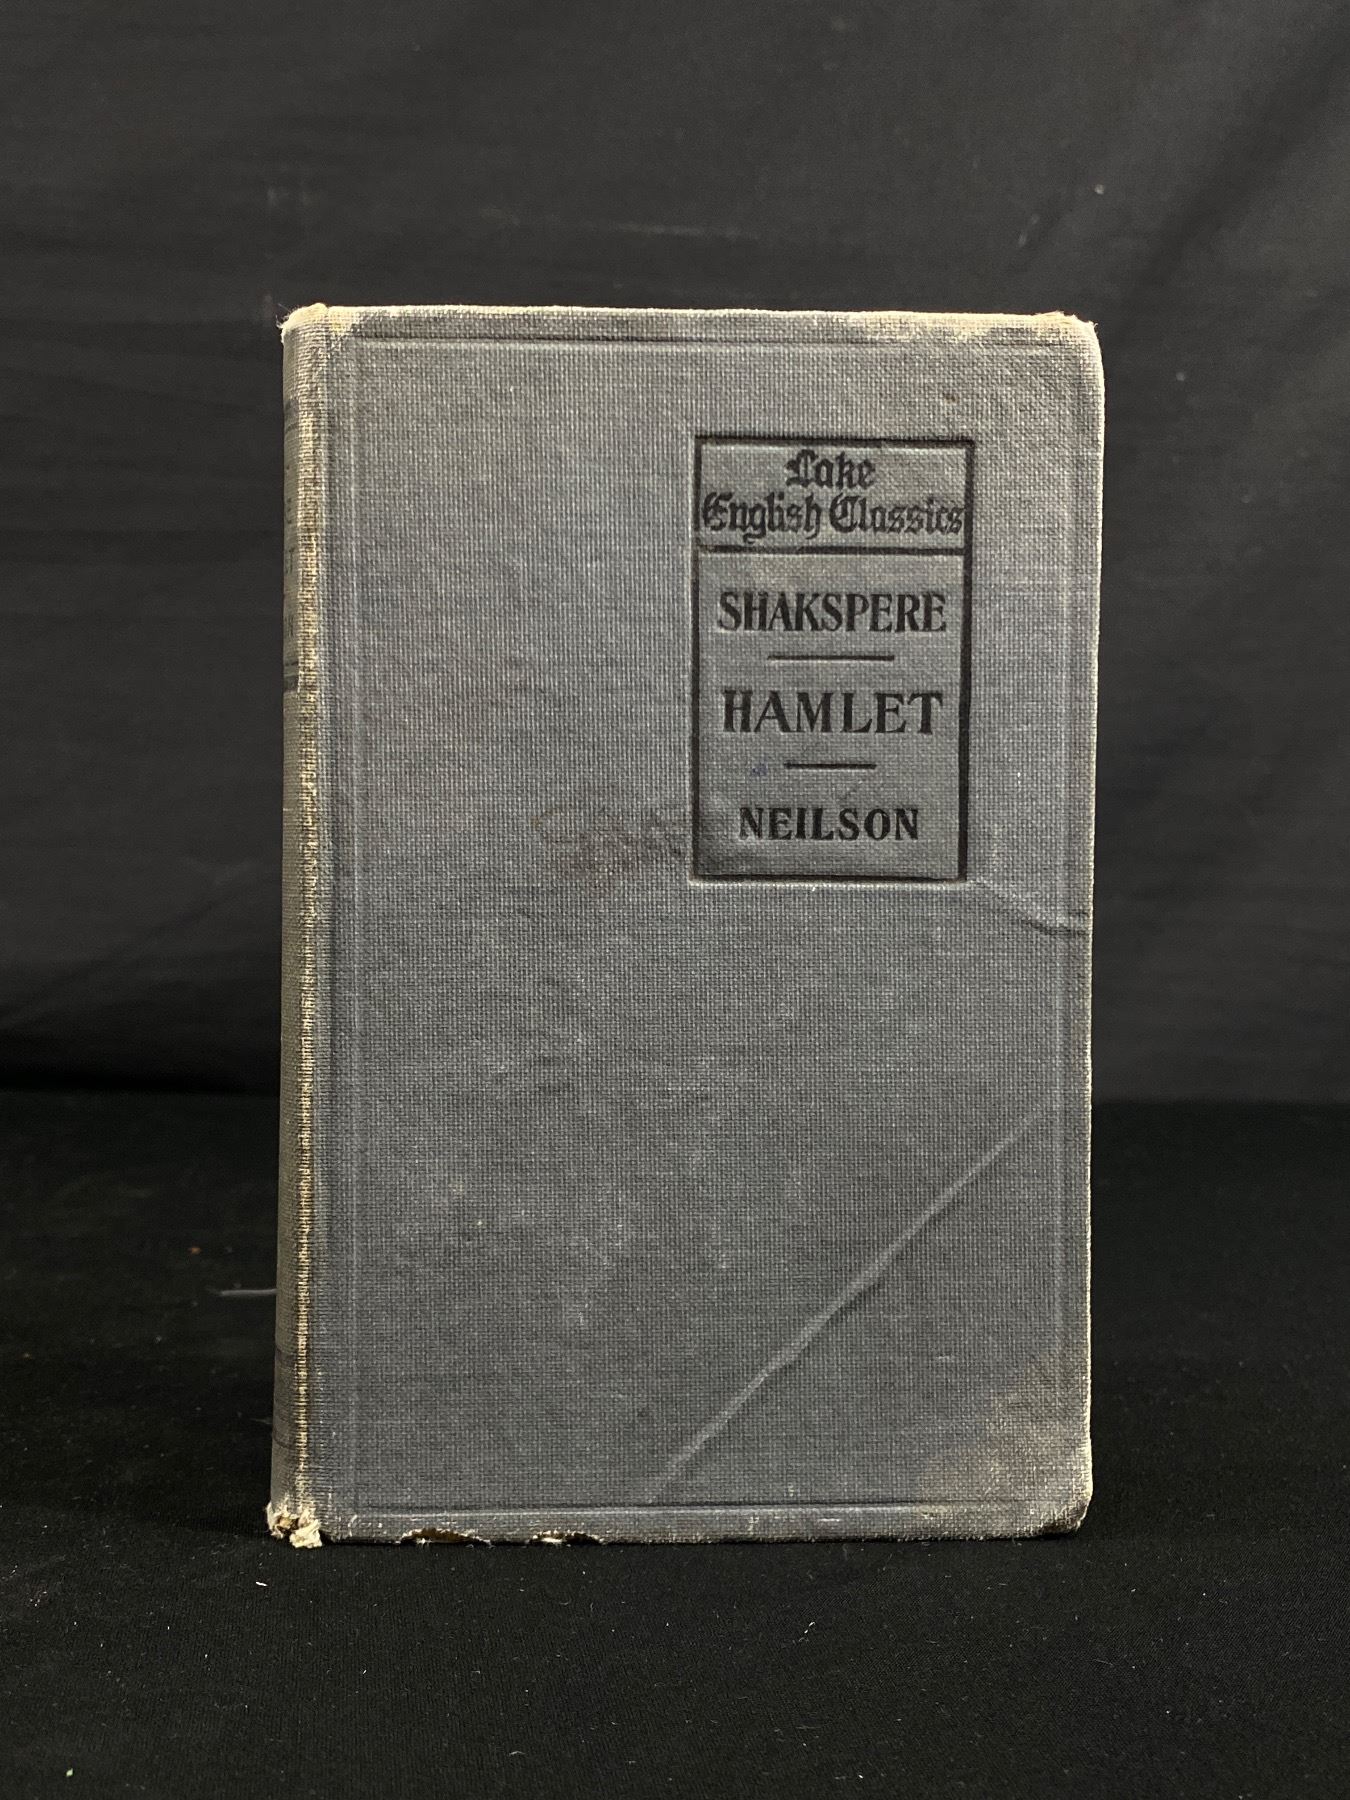 Lake
English Classics
SHAKSPERE
HAMLET
NEILSON